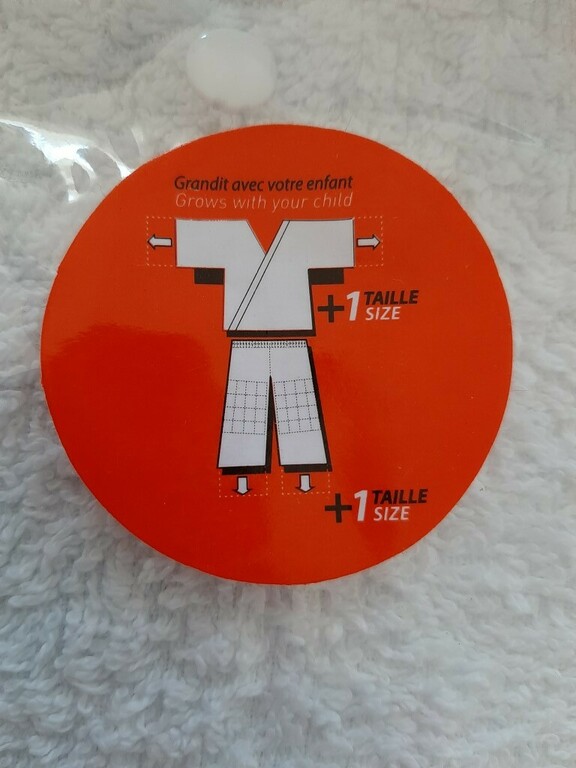 Grandit avec votre enfant
Grows with your child
+1 TAILLE
SIZE
+1 TAILLE
SIZE